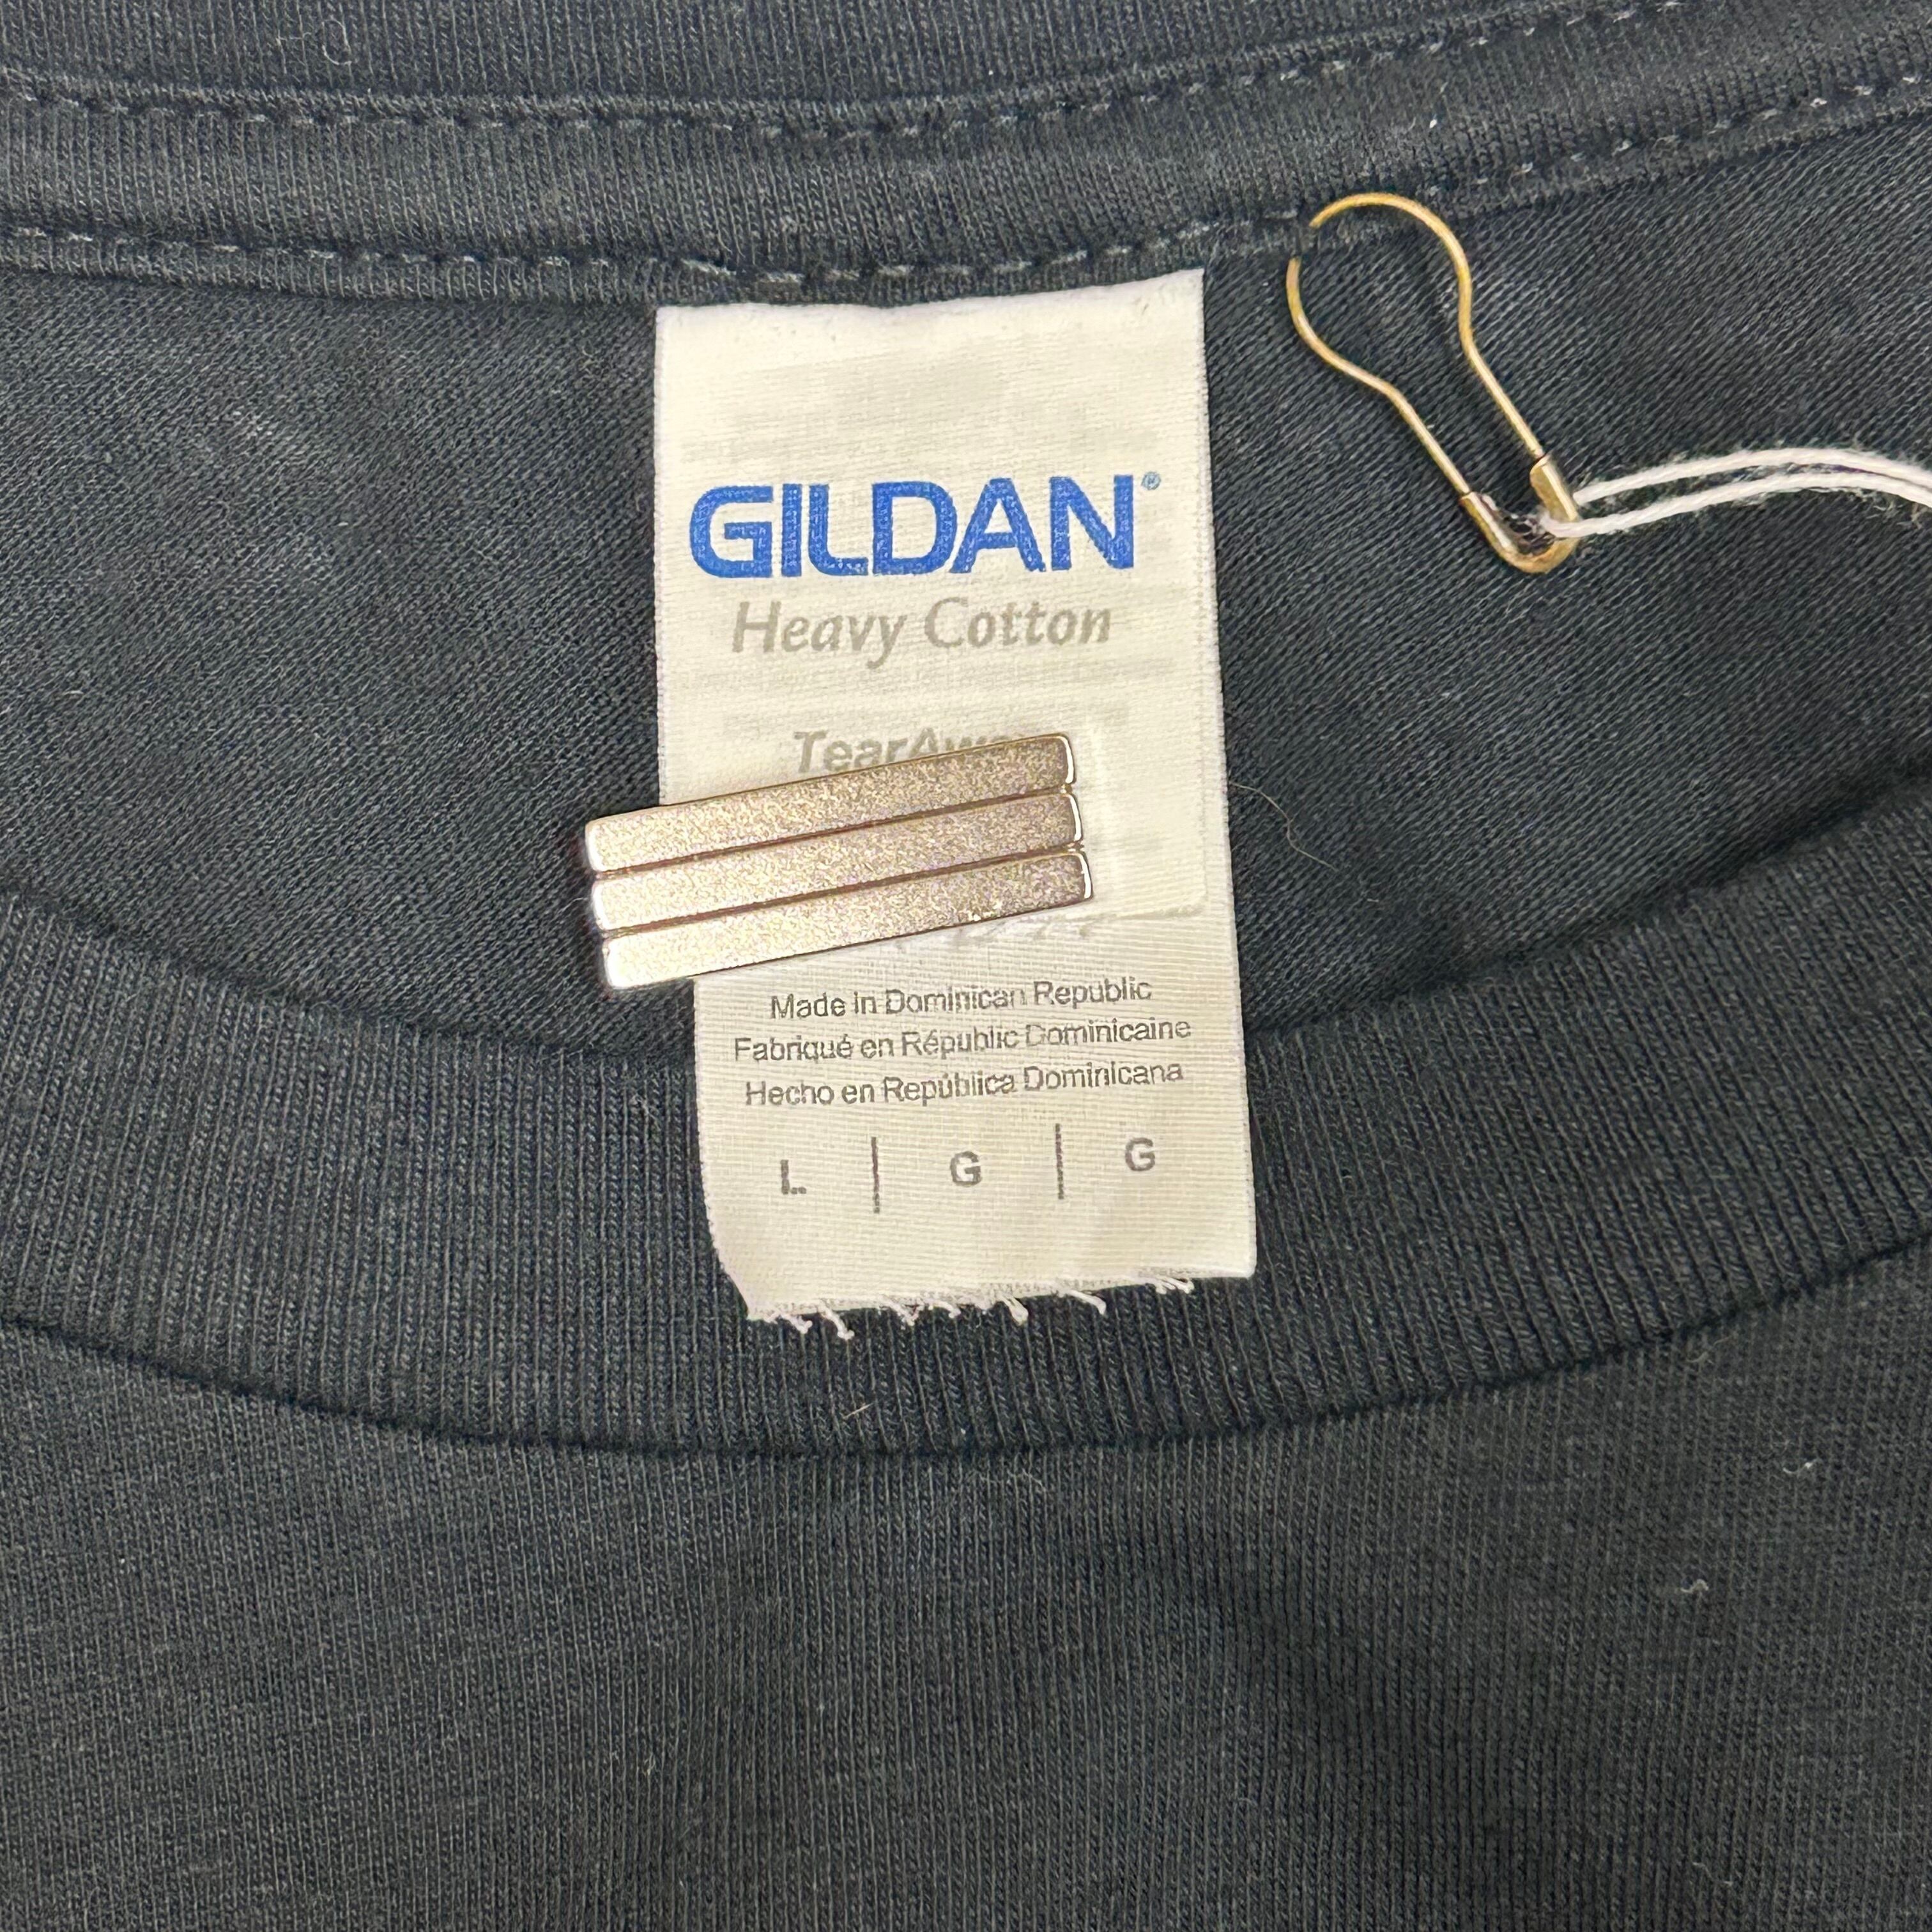 GILDAN®
Heavy Cotton
Made in Dominican Republic
Fabriqué en Républic Dominicaine
Hecho en República Dominicana
L | G | G